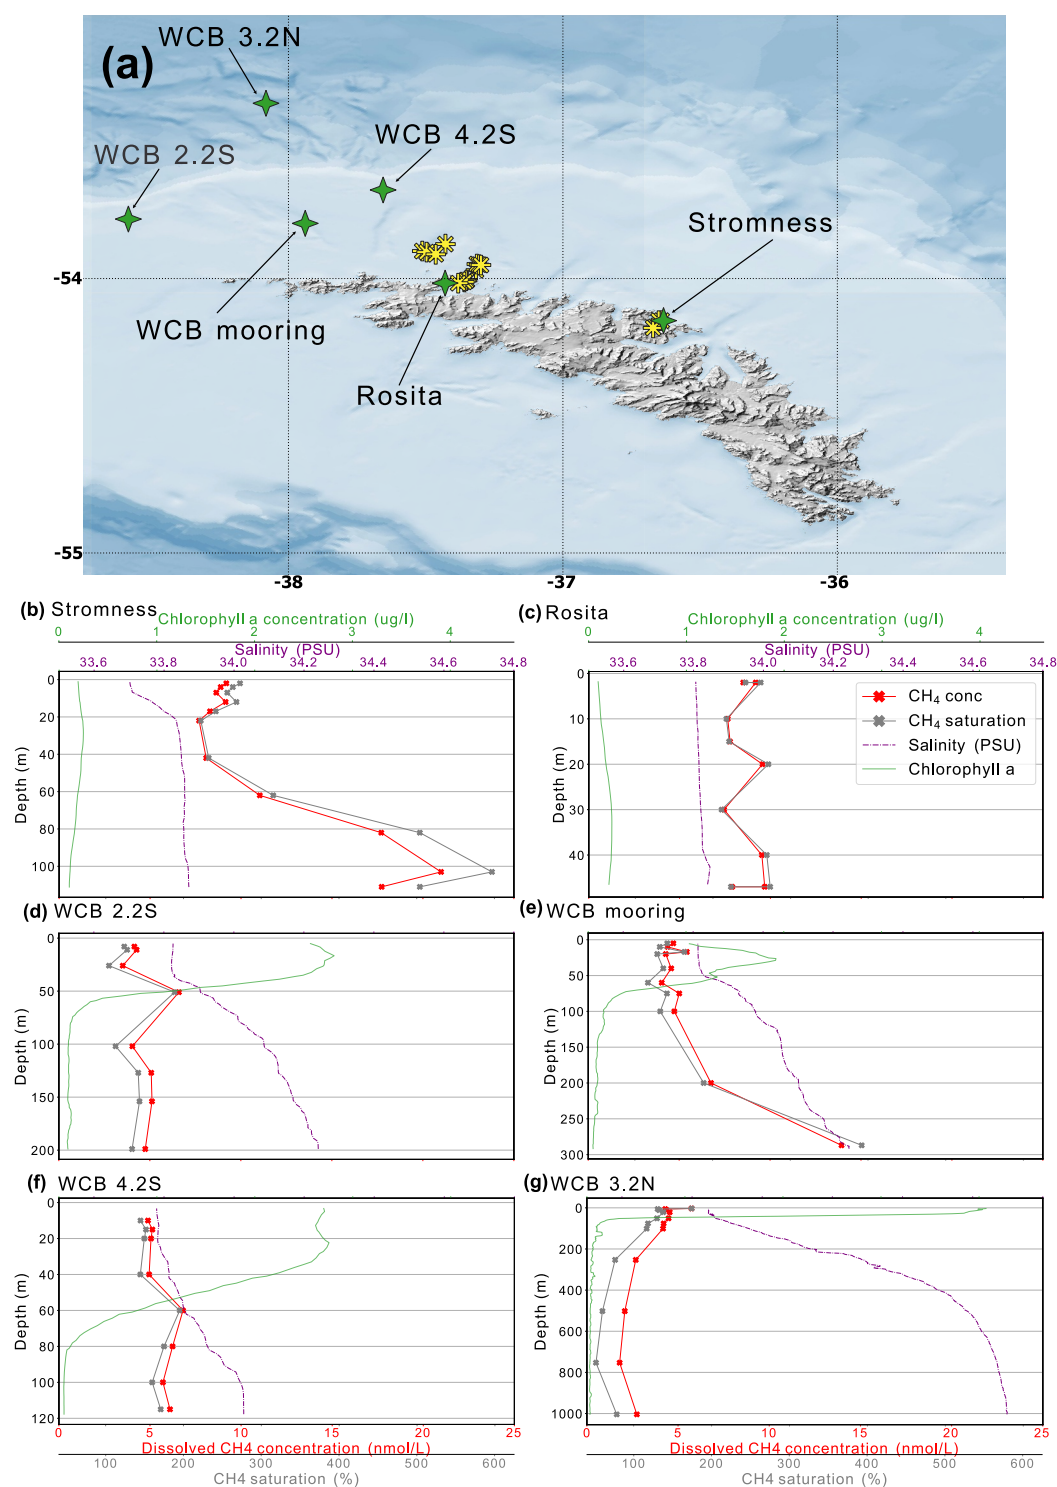 WCB 3.2N
(a)
WCB 4.2S
WCB 2.2S
Stromness
-54
WCB mooring
Rosita
-55
-38 -37 -36
(b) Stromness
Chlorophyll a concentration (ug/l)
0 1 2 3 4
Salinity (PSU)
33.6 33.8 34.0 34.2 34.4 34.6 34.8
0
20
40
60
80
100
Depth (m)
(c) Rosita
Chlorophyll a concentration (ug/l)
0 1 2 3 4
Salinity (PSU)
33.6 33.8 34.0 34.2 34.4 34.6 34.8
0
10
20
30
40
Depth (m)
CH4 conc
CH4 saturation
Salinity (PSU)
Chlorophyll a
(d) WCB 2.2S
0
50
100
150
200
Depth (m)
(e) WCB mooring
0
50
100
150
200
250
300
Depth (m)
(f) WCB 4.2S
0
20
40
60
80
100
120
Depth (m)
0 5 10 15 20 25
Dissolved CH4 concentration (nmol/L)
100 200 300 400 500 600
CH4 saturation (%)
(g) WCB 3.2N
0
200
400
600
800
1000
Depth (m)
0 5 10 15 20 25
Dissolved CH4 concentration (nmol/L)
100 200 300 400 500 600
CH4 saturation (%)